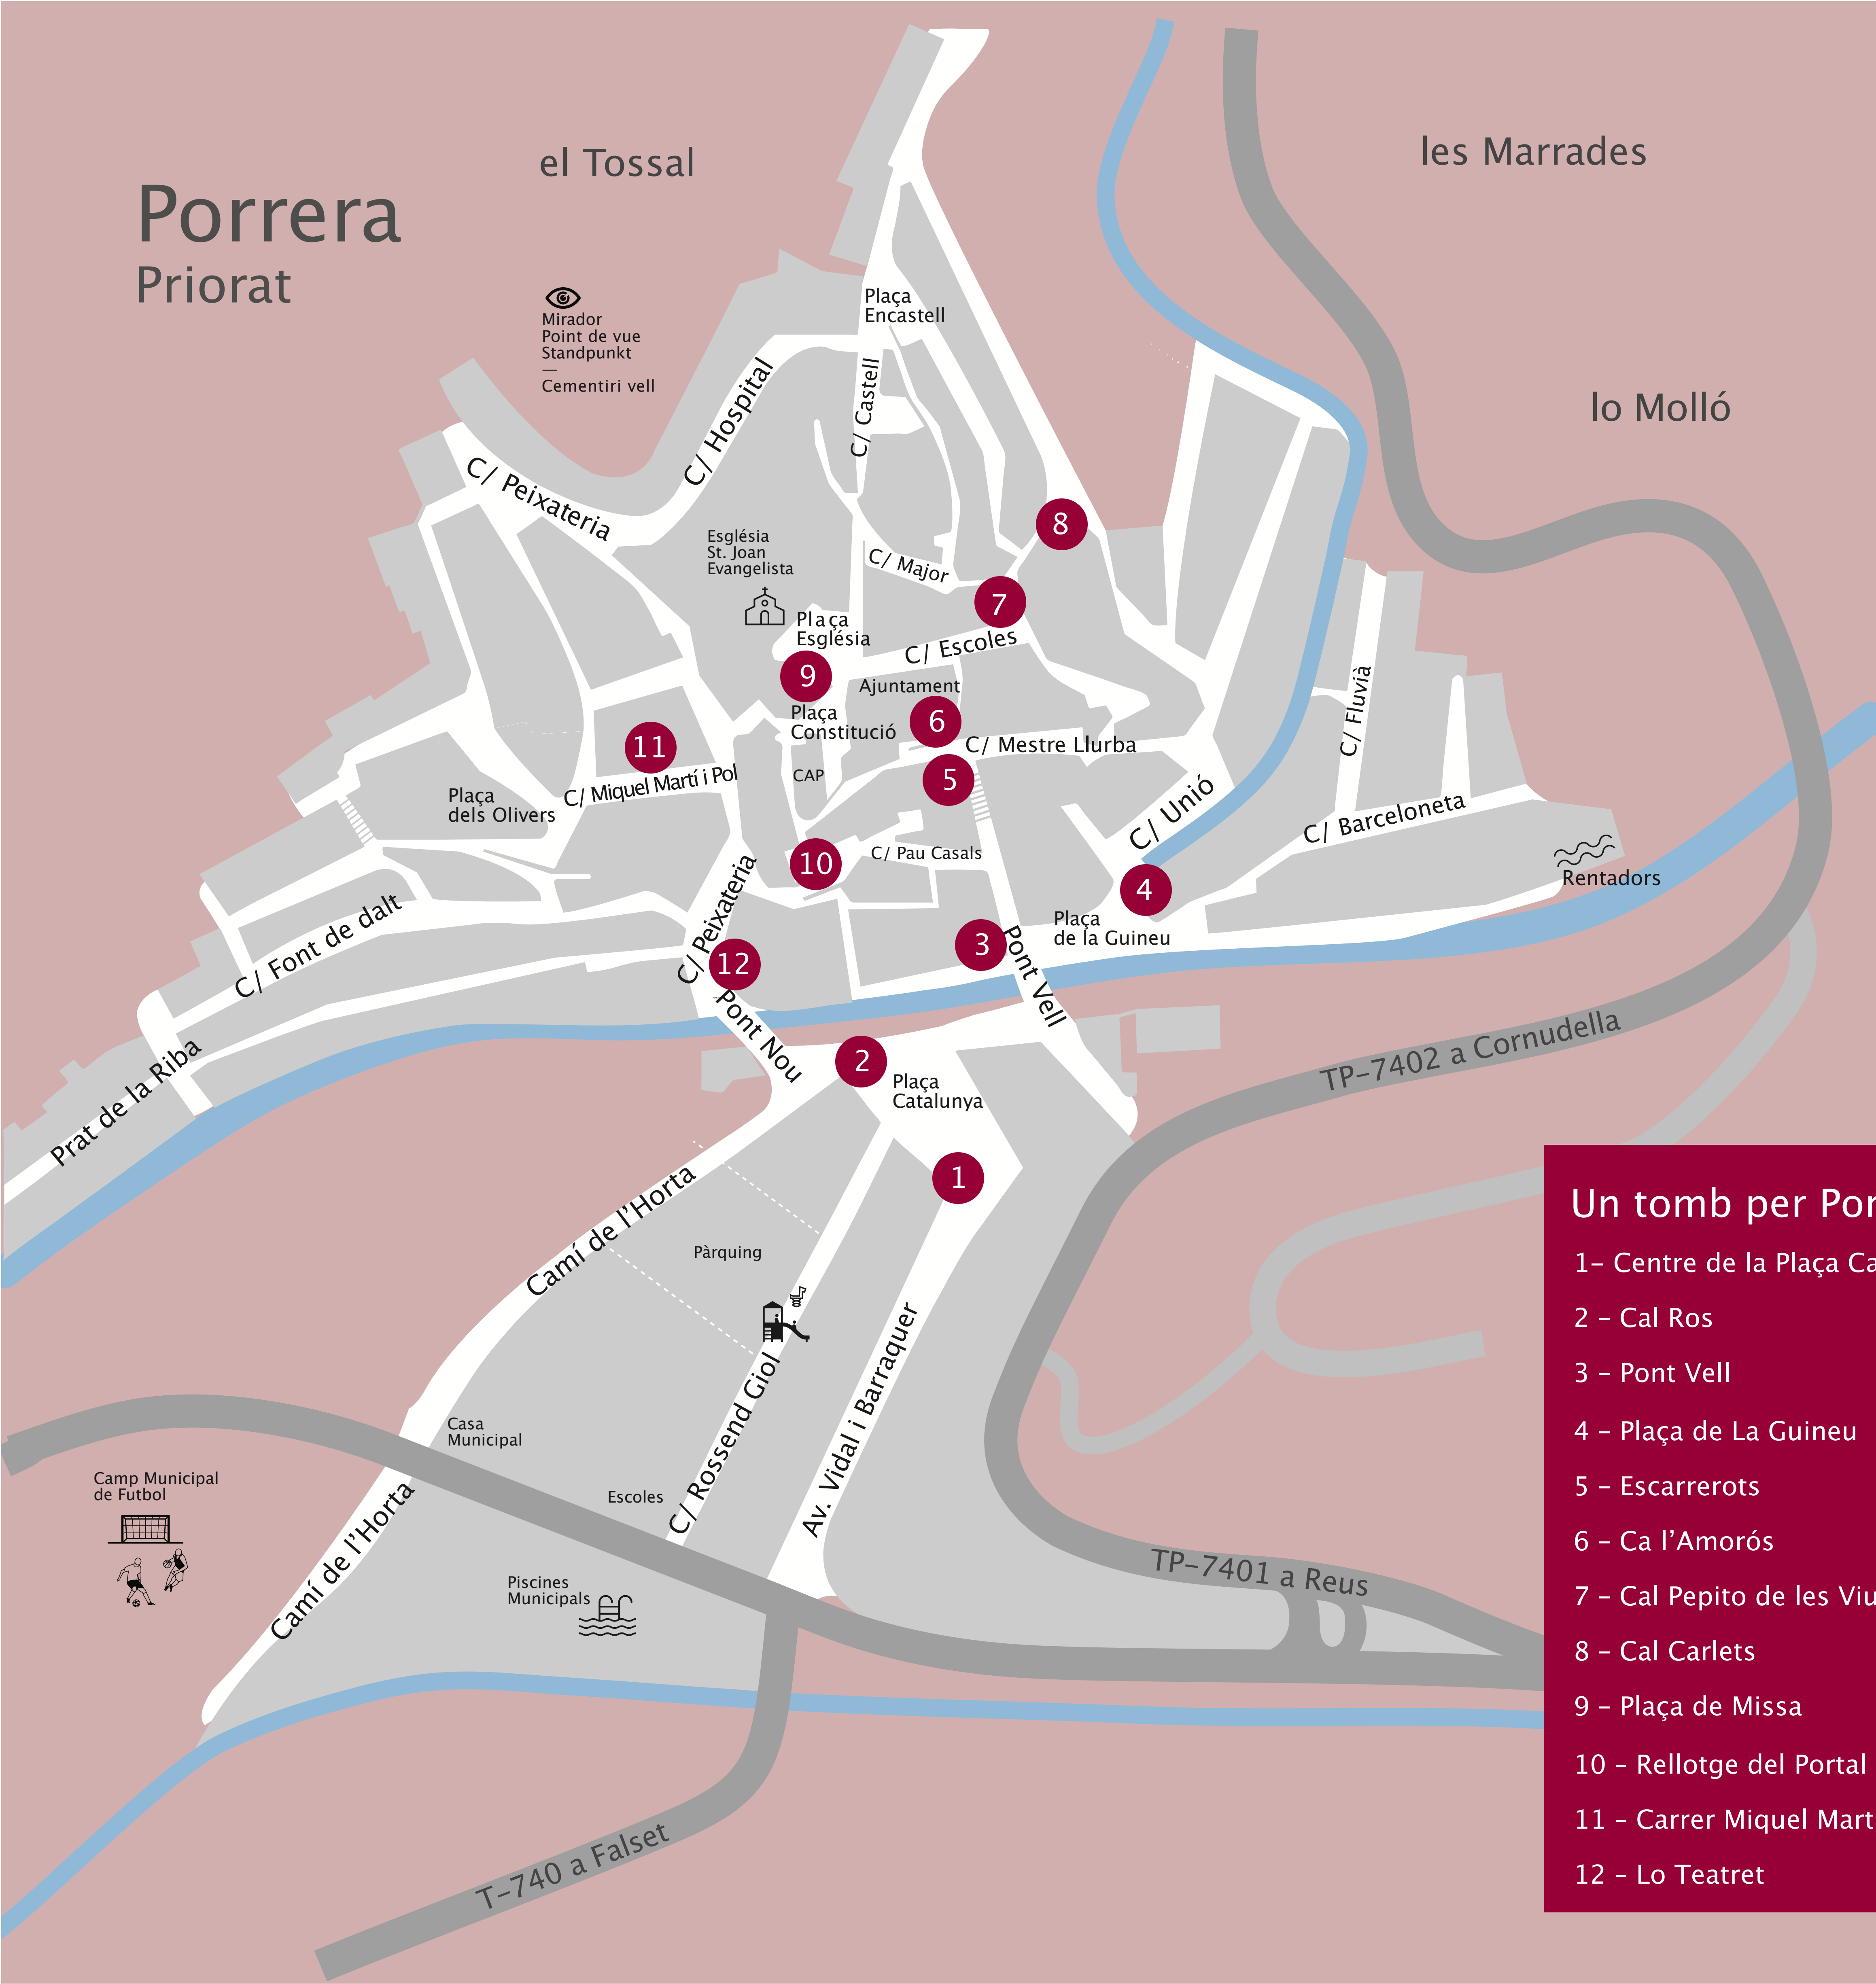 Porrera
Priorat
el Tossal
les Marrades
lo Molló
Mirador
Point de vue
Standpunkt
—
Cementiri vell
Plaça
Encastell
C/ Hospital
C/ Castell
C/ Peixateria
Església
St. Joan
Evangelista
C/ Major
8
7
Plaça
Església
C/ Escoles
9
Ajuntament
6
Plaça
Constitució
C/ Mestre Llurba
C/ Fluvià
11
C/ Miquel Martí i Pol
CAP
5
Plaça
dels Olivers
C/ Unió
C/ Barceloneta
10
C/ Pau Casals
4
Rentadors
C/ Font de dalt
C/ Peixateria
12
3
Pont Vell
Plaça
de la Guineu
Pont Nou
2
Plaça
Catalunya
Prat de la Riba
TP-7402 a Cornudella
1
Camí de l'Horta
Pàrquing
C/ Rossend Giol
Av. Vidal i Barraquer
Casa
Municipal
Escoles
Camp Municipal
de Futbol
Camí de l'Horta
Piscines
Municipals
TP-7401 a Reus
T-740 a Falset
Un tomb per Por
1– Centre de la Plaça Ca
2 – Cal Ros
3 – Pont Vell
4 – Plaça de La Guineu
5 – Escarrerots
6 – Ca l'Amorós
7 – Cal Pepito de les Viu
8 – Cal Carlets
9 – Plaça de Missa
10 – Rellotge del Portal
11 – Carrer Miquel Mart
12 – Lo Teatret